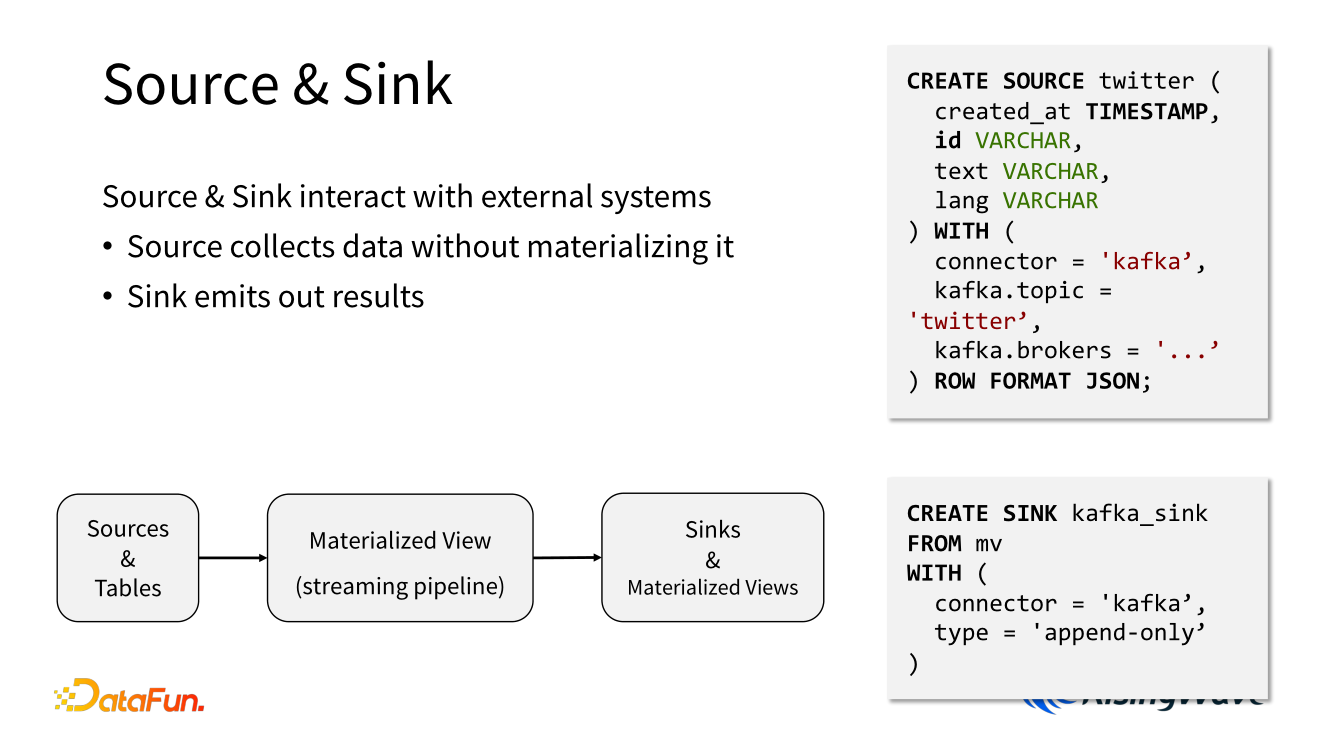 Source & Sink
Source & Sink interact with external systems
• Source collects data without materializing it
• Sink emits out results
CREATE SOURCE twitter (
  created_at TIMESTAMP,
  id VARCHAR,
  text VARCHAR,
  lang VARCHAR
) WITH (
  connector = 'kafka’,
  kafka.topic =
'twitter’,
  kafka.brokers = '...’
) ROW FORMAT JSON;
Sources
&
Tables
Materialized View
(streaming pipeline)
Sinks
&
Materialized Views
CREATE SINK kafka_sink
FROM mv
WITH (
  connector = 'kafka’,
  type = 'append-only’
)
DataFun.
RisingWave